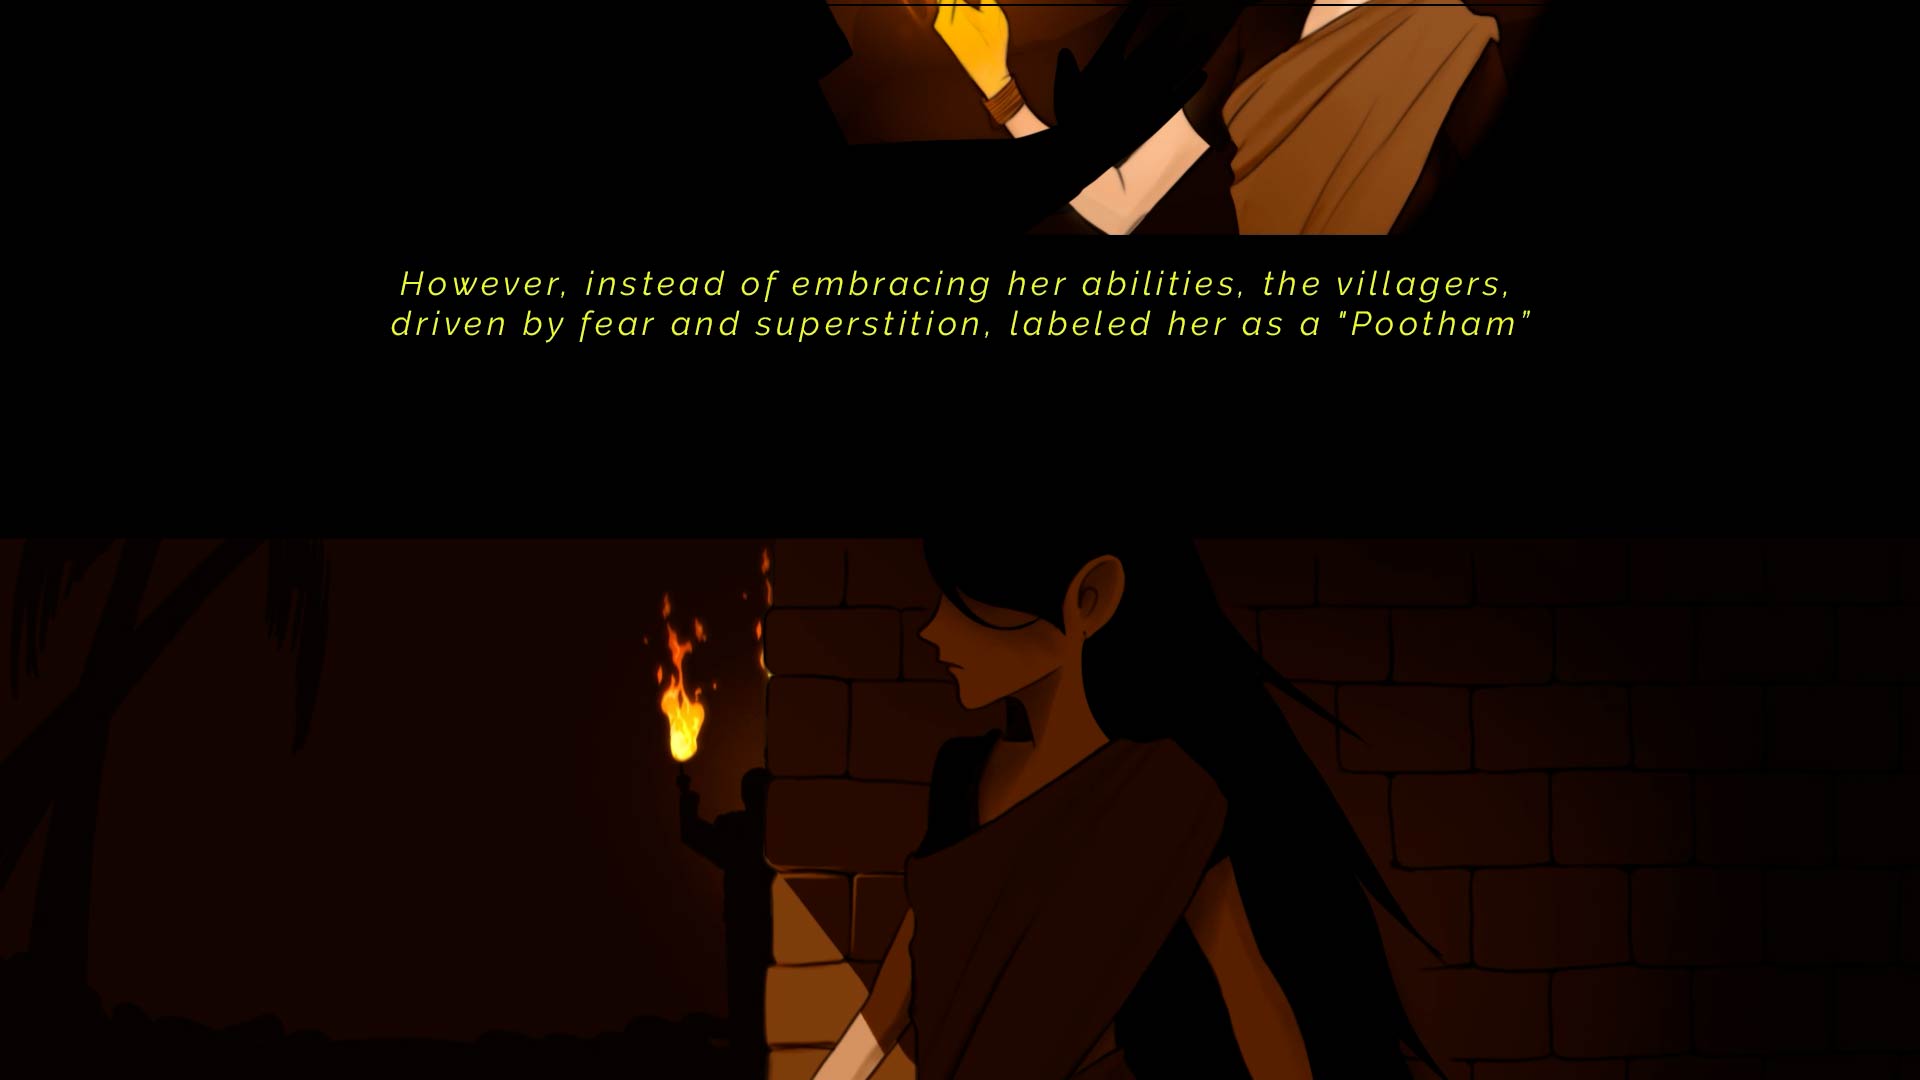 However, instead of embracing her abilities, the villagers,
driven by fear and superstition, labeled her as a "Pootham”